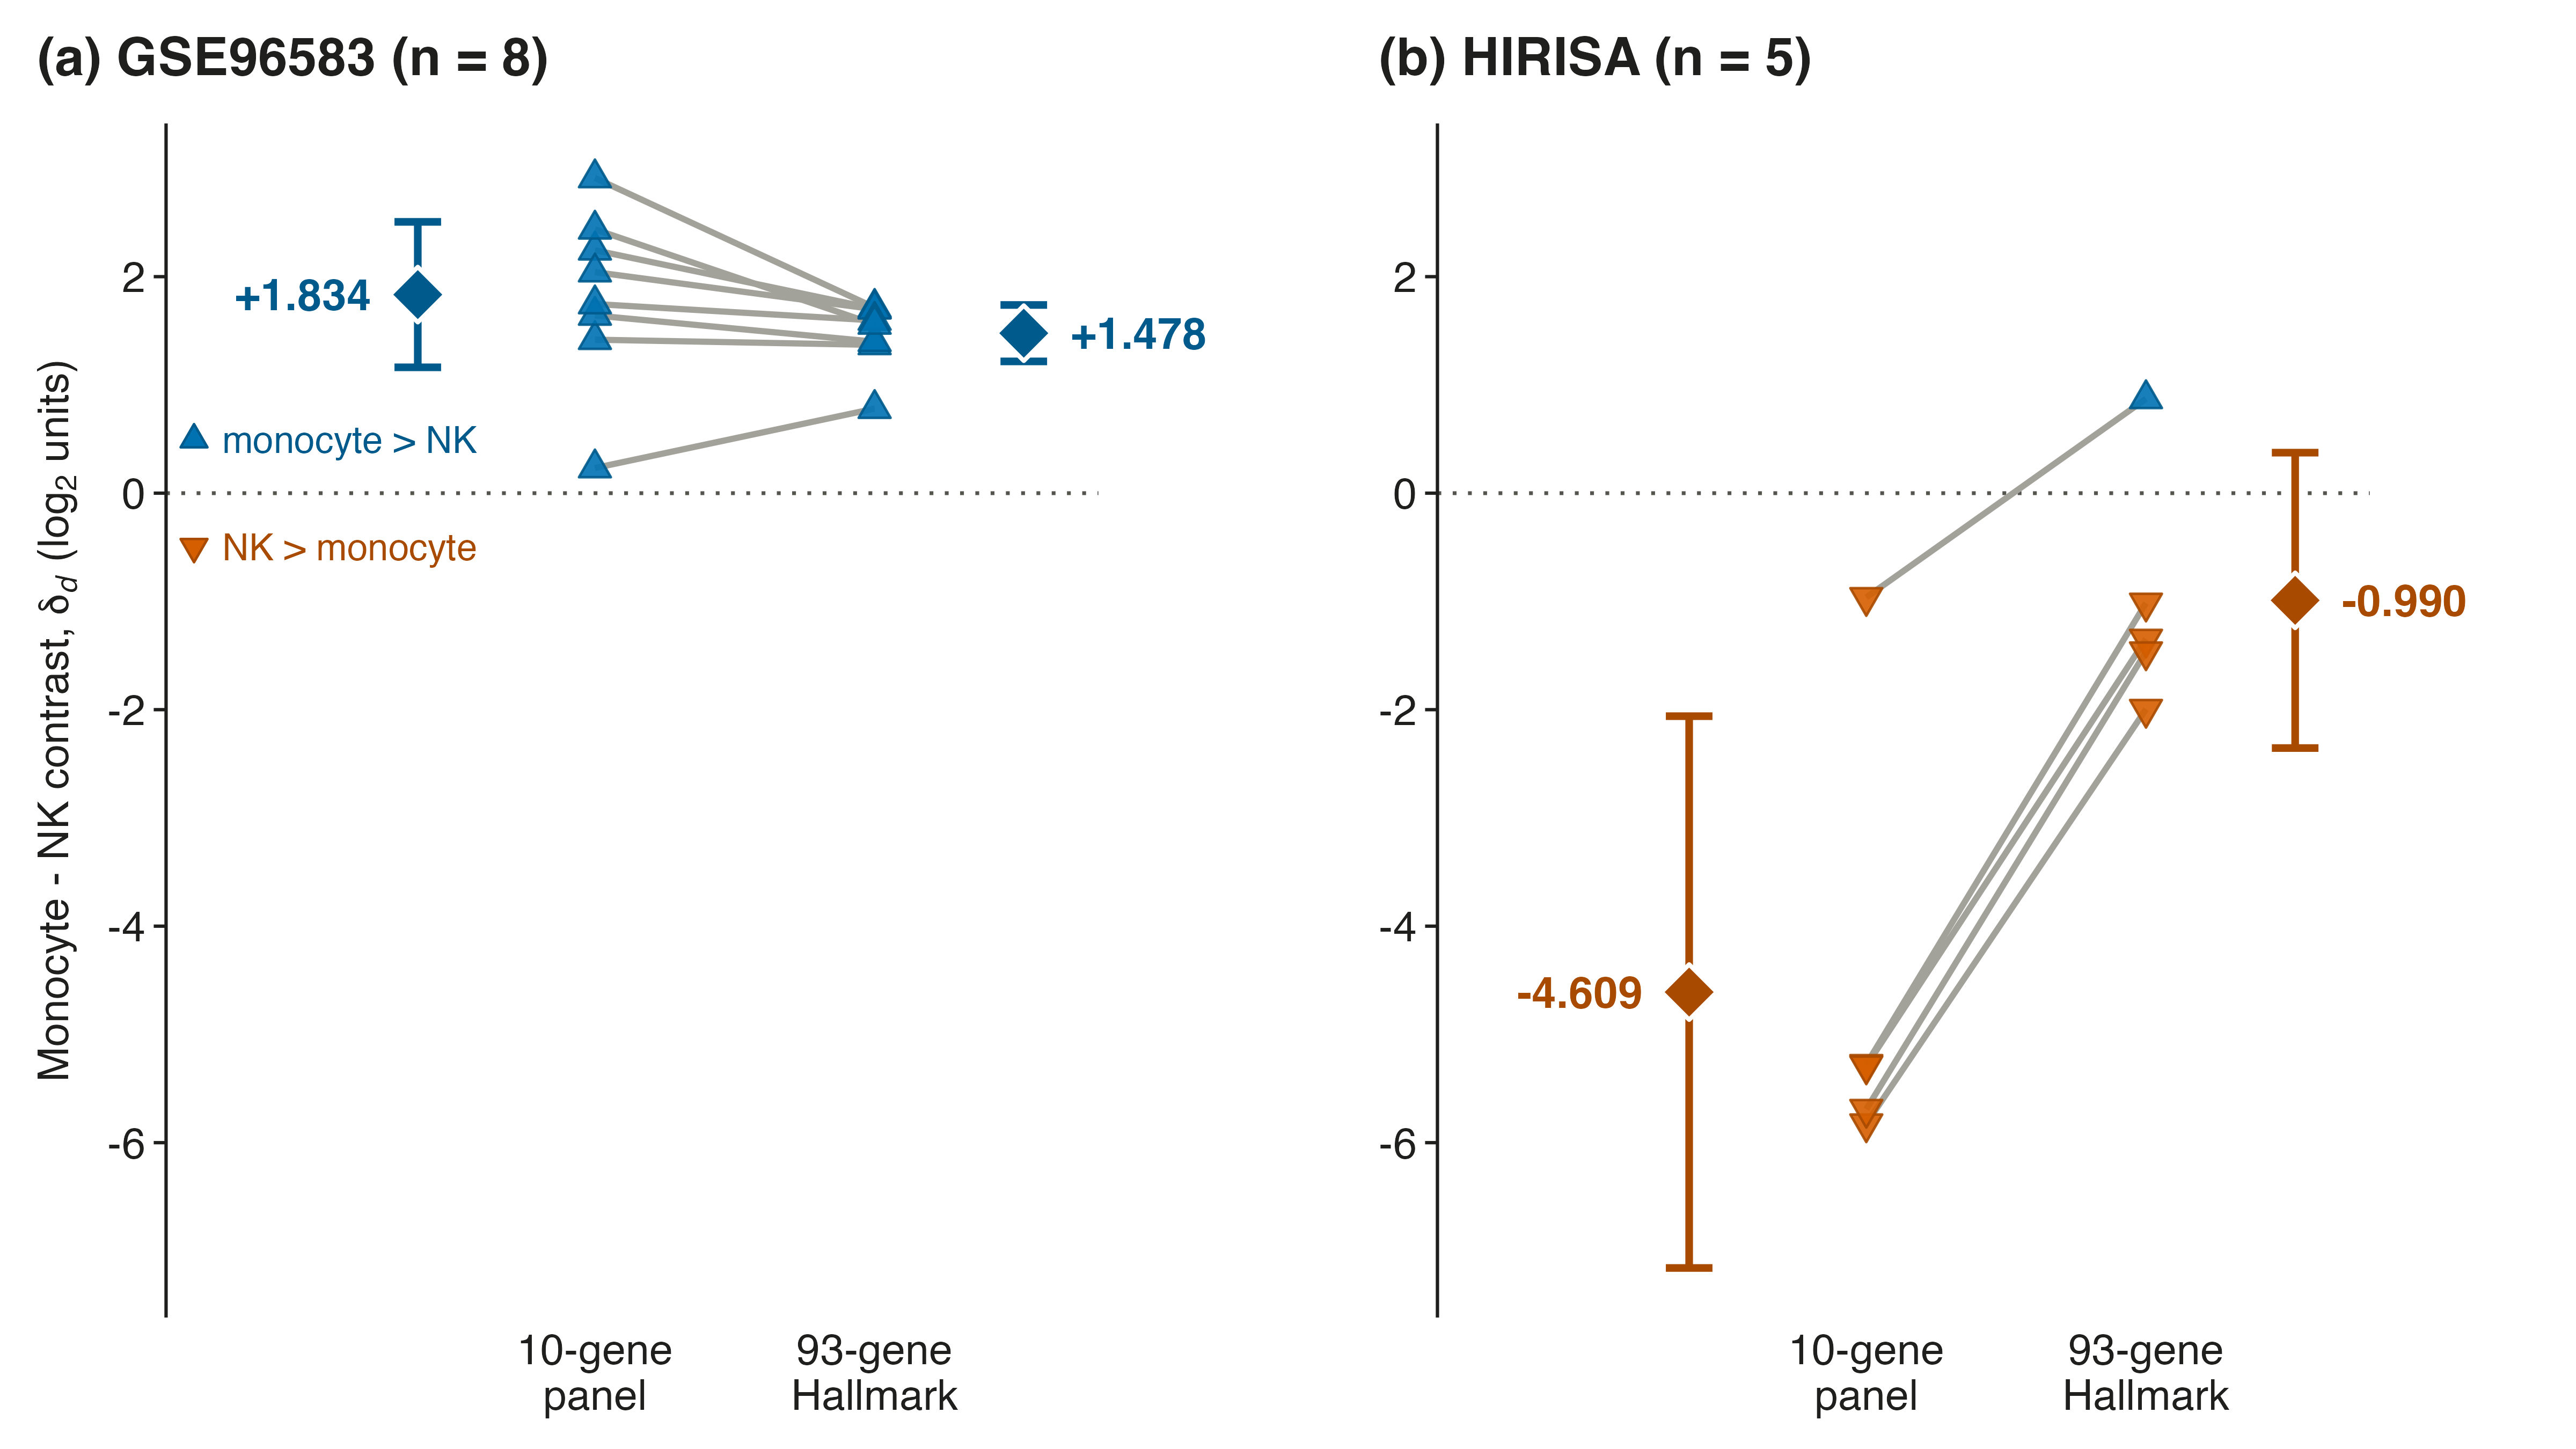 (a) GSE96583 (n = 8)
Monocyte - NK contrast, δd (log2 units)
2
0
-2
-4
-6
+1.834
+1.478
monocyte > NK
NK > monocyte
10-gene
panel
93-gene
Hallmark
(b) HIRISA (n = 5)
2
0
-2
-4
-6
-4.609
-0.990
10-gene
panel
93-gene
Hallmark